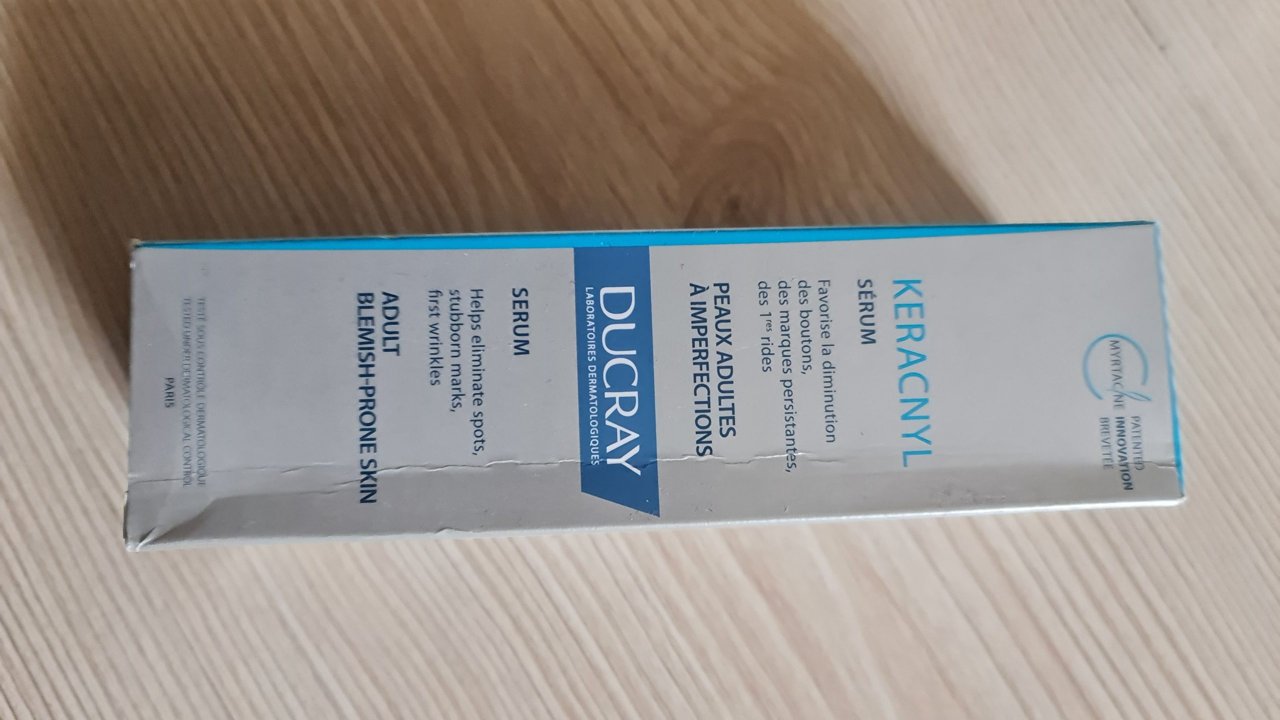 MYRTACINE
PATENTED
INNOVATION
BREVETÉE
KERACNYL
SÉRUM
Favorise la diminution
des boutons,
des marques persistantes,
des 1res rides
PEAUX ADULTES
À IMPERFECTIONS
DUCRAY
LABORATOIRES DERMATOLOGIQUES
SERUM
Helps eliminate spots,
stubborn marks,
first wrinkles
ADULT
BLEMISH-PRONE SKIN
TESTÉ SOUS CONTRÔLE DERMATOLOGIQUE
TESTED UNDER DERMATOLOGICAL CONTROL
PARIS